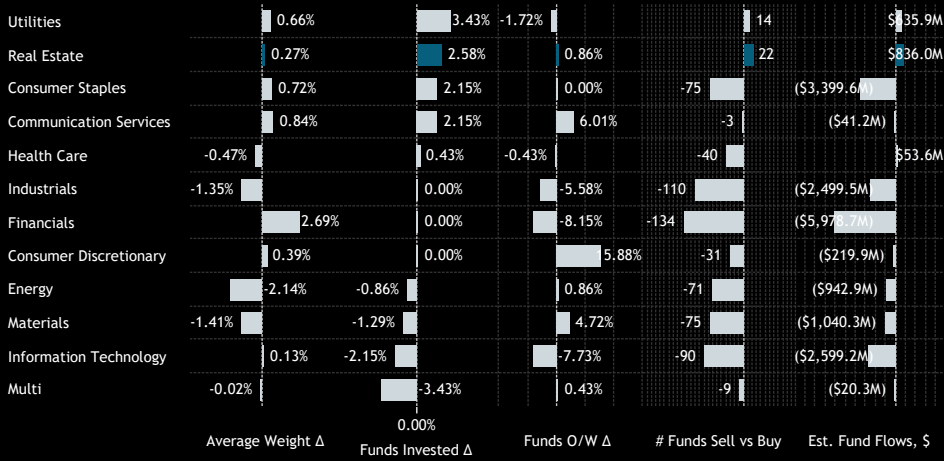 Utilities 0.66% 3.43% -1.72% 14 $635.9M
Real Estate 0.27% 2.58% 0.86% 22 $836.0M
Consumer Staples 0.72% 2.15% 0.00% -75 ($3,399.6M)
Communication Services 0.84% 2.15% 6.01% -3 ($41.2M)
Health Care -0.47% 0.43% -0.43% -40 $53.6M
Industrials -1.35% 0.00% -5.58% -110 ($2,499.5M)
Financials 2.69% 0.00% -8.15% -134 ($5,978.7M)
Consumer Discretionary 0.39% 0.00% 15.88% -31 ($219.9M)
Energy -2.14% -0.86% 0.86% -71 ($942.9M)
Materials -1.41% -1.29% 4.72% -75 ($1,040.3M)
Information Technology 0.13% -2.15% -7.73% -90 ($2,599.2M)
Multi -0.02% -3.43% 0.43% -9 ($20.3M)
0.00%
Average Weight Δ Funds Invested Δ Funds O/W Δ # Funds Sell vs Buy Est. Fund Flows, $